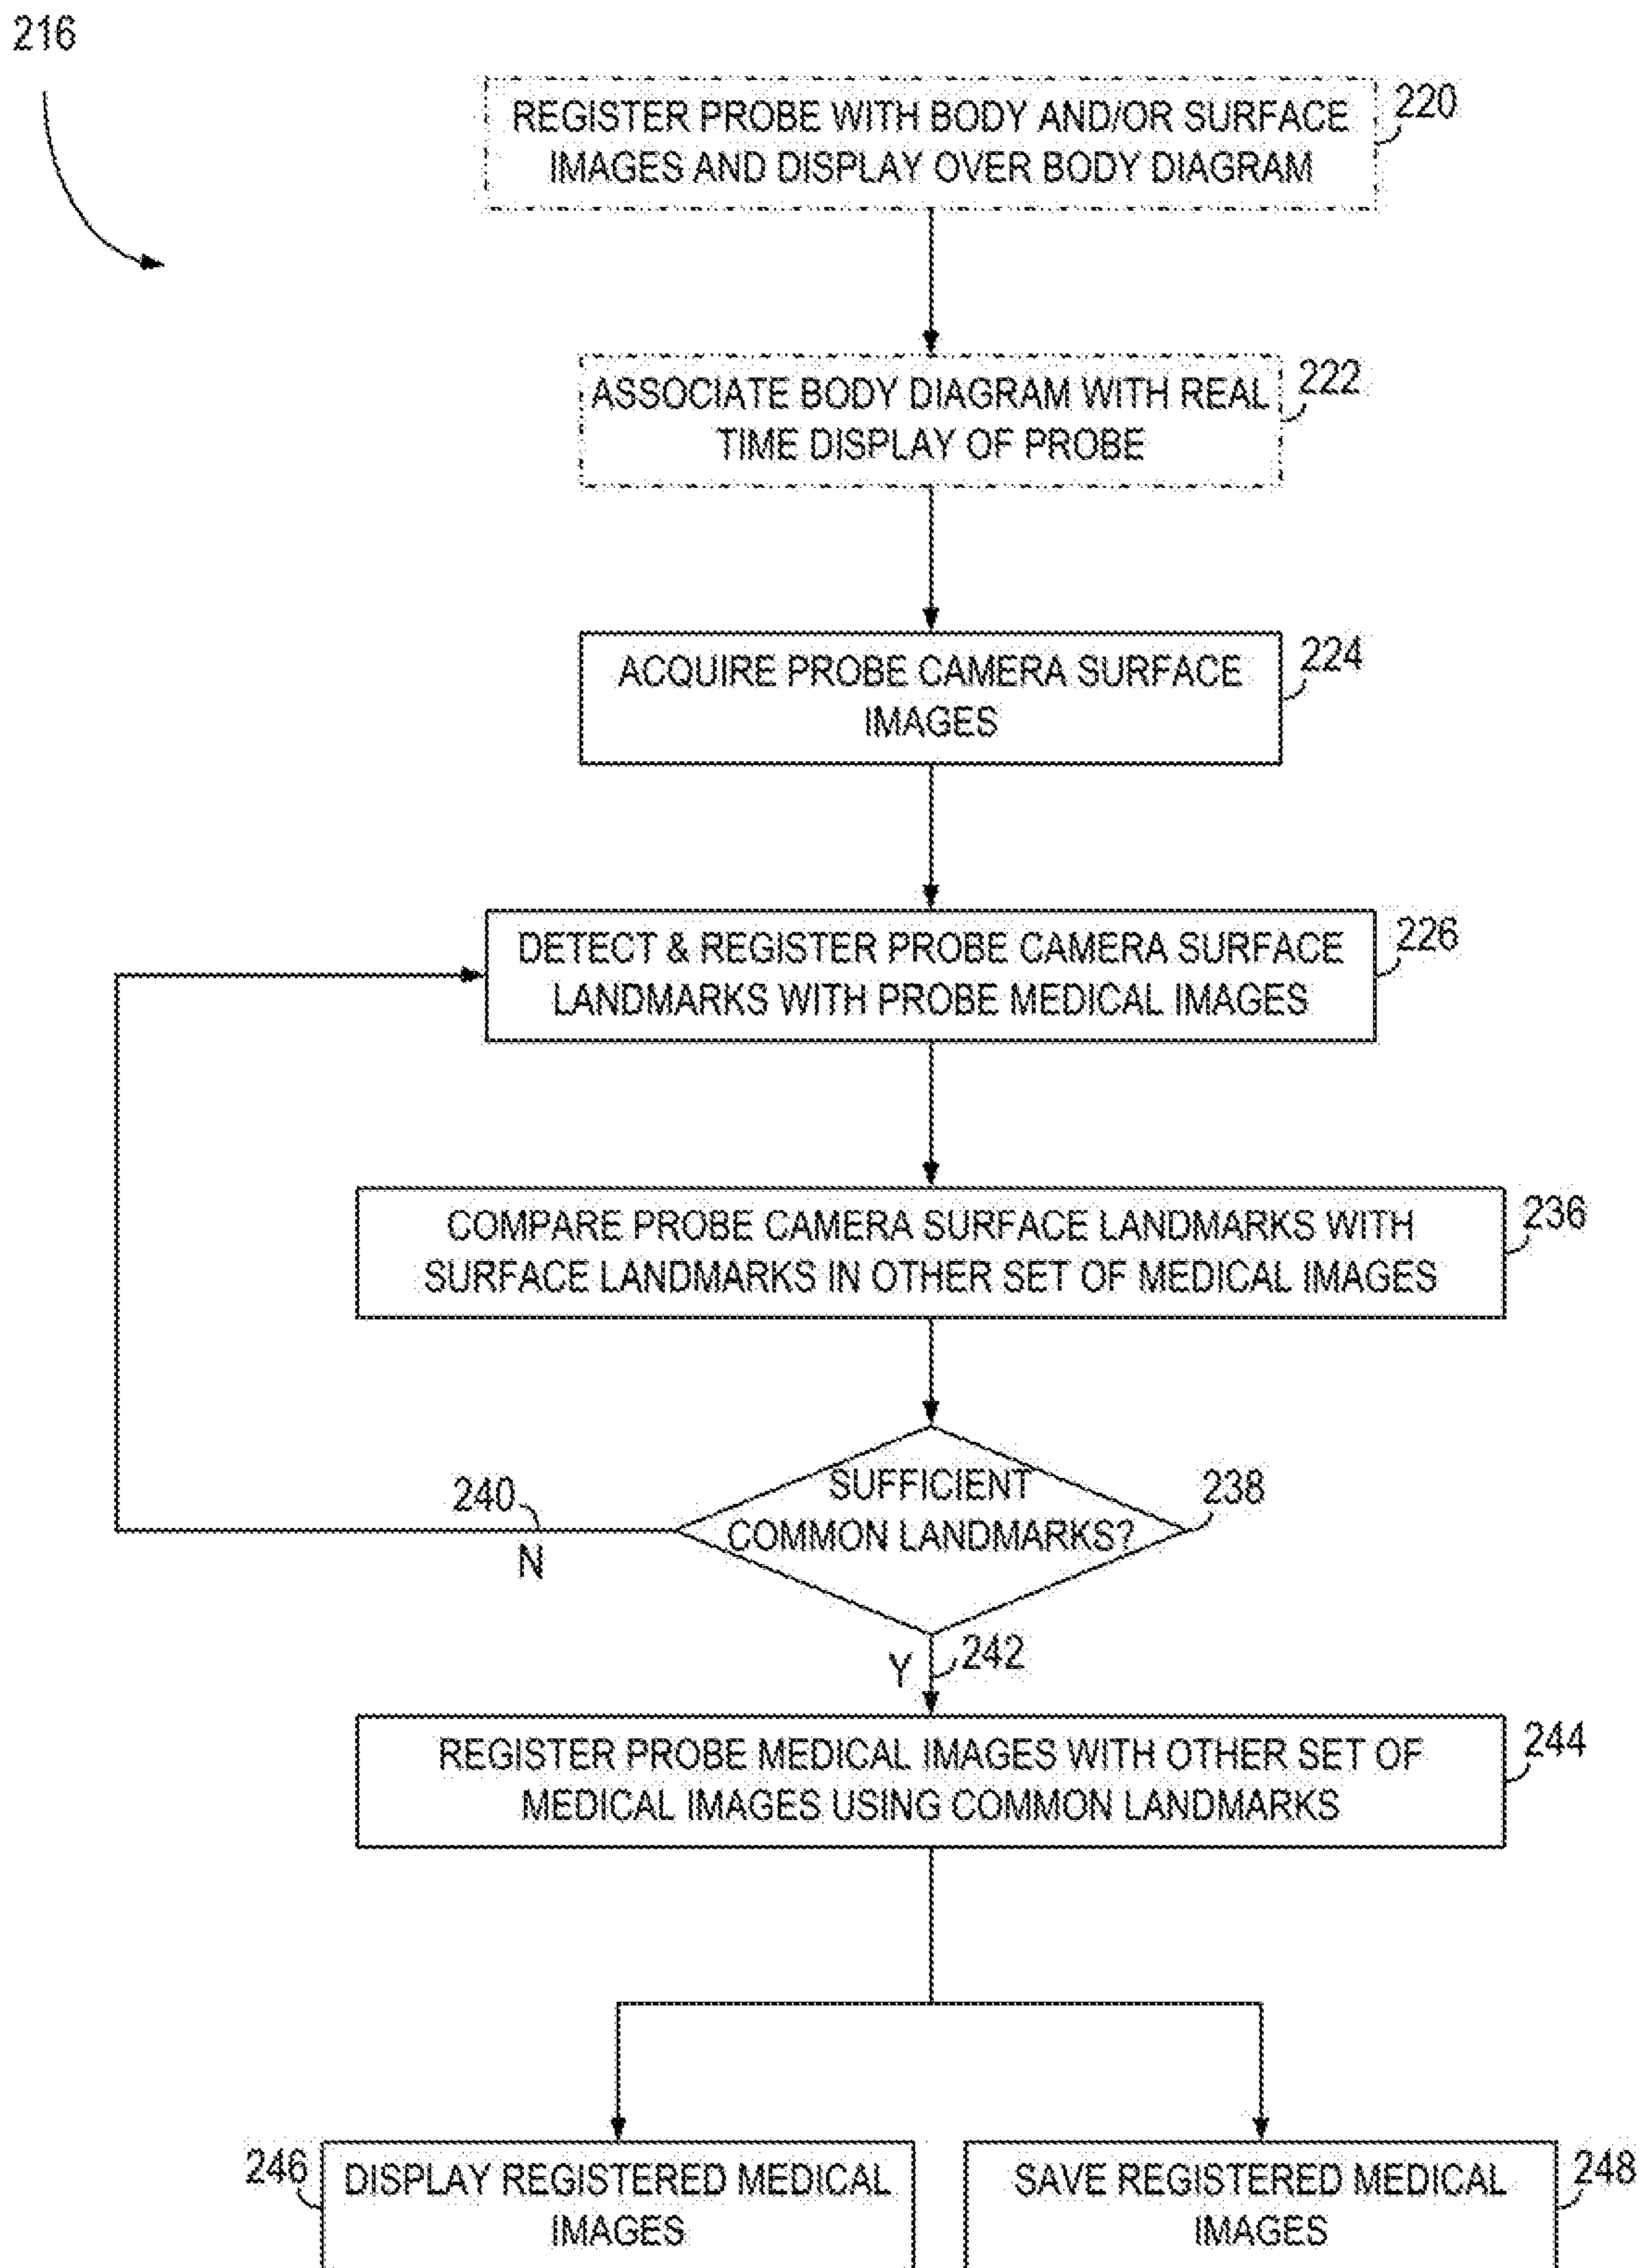 216
REGISTER PROBE WITH BODY AND/OR SURFACE
IMAGES AND DISPLAY OVER BODY DIAGRAM
220
ASSOCIATE BODY DIAGRAM WITH REAL
TIME DISPLAY OF PROBE
222
ACQUIRE PROBE CAMERA SURFACE
IMAGES
224
DETECT & REGISTER PROBE CAMERA SURFACE
LANDMARKS WITH PROBE MEDICAL IMAGES
226
COMPARE PROBE CAMERA SURFACE LANDMARKS WITH
SURFACE LANDMARKS IN OTHER SET OF MEDICAL IMAGES
236
SUFFICIENT
COMMON LANDMARKS?
238
240
N
Y
242
REGISTER PROBE MEDICAL IMAGES WITH OTHER SET OF
MEDICAL IMAGES USING COMMON LANDMARKS
244
246
DISPLAY REGISTERED MEDICAL
IMAGES
SAVE REGISTERED MEDICAL
IMAGES
248